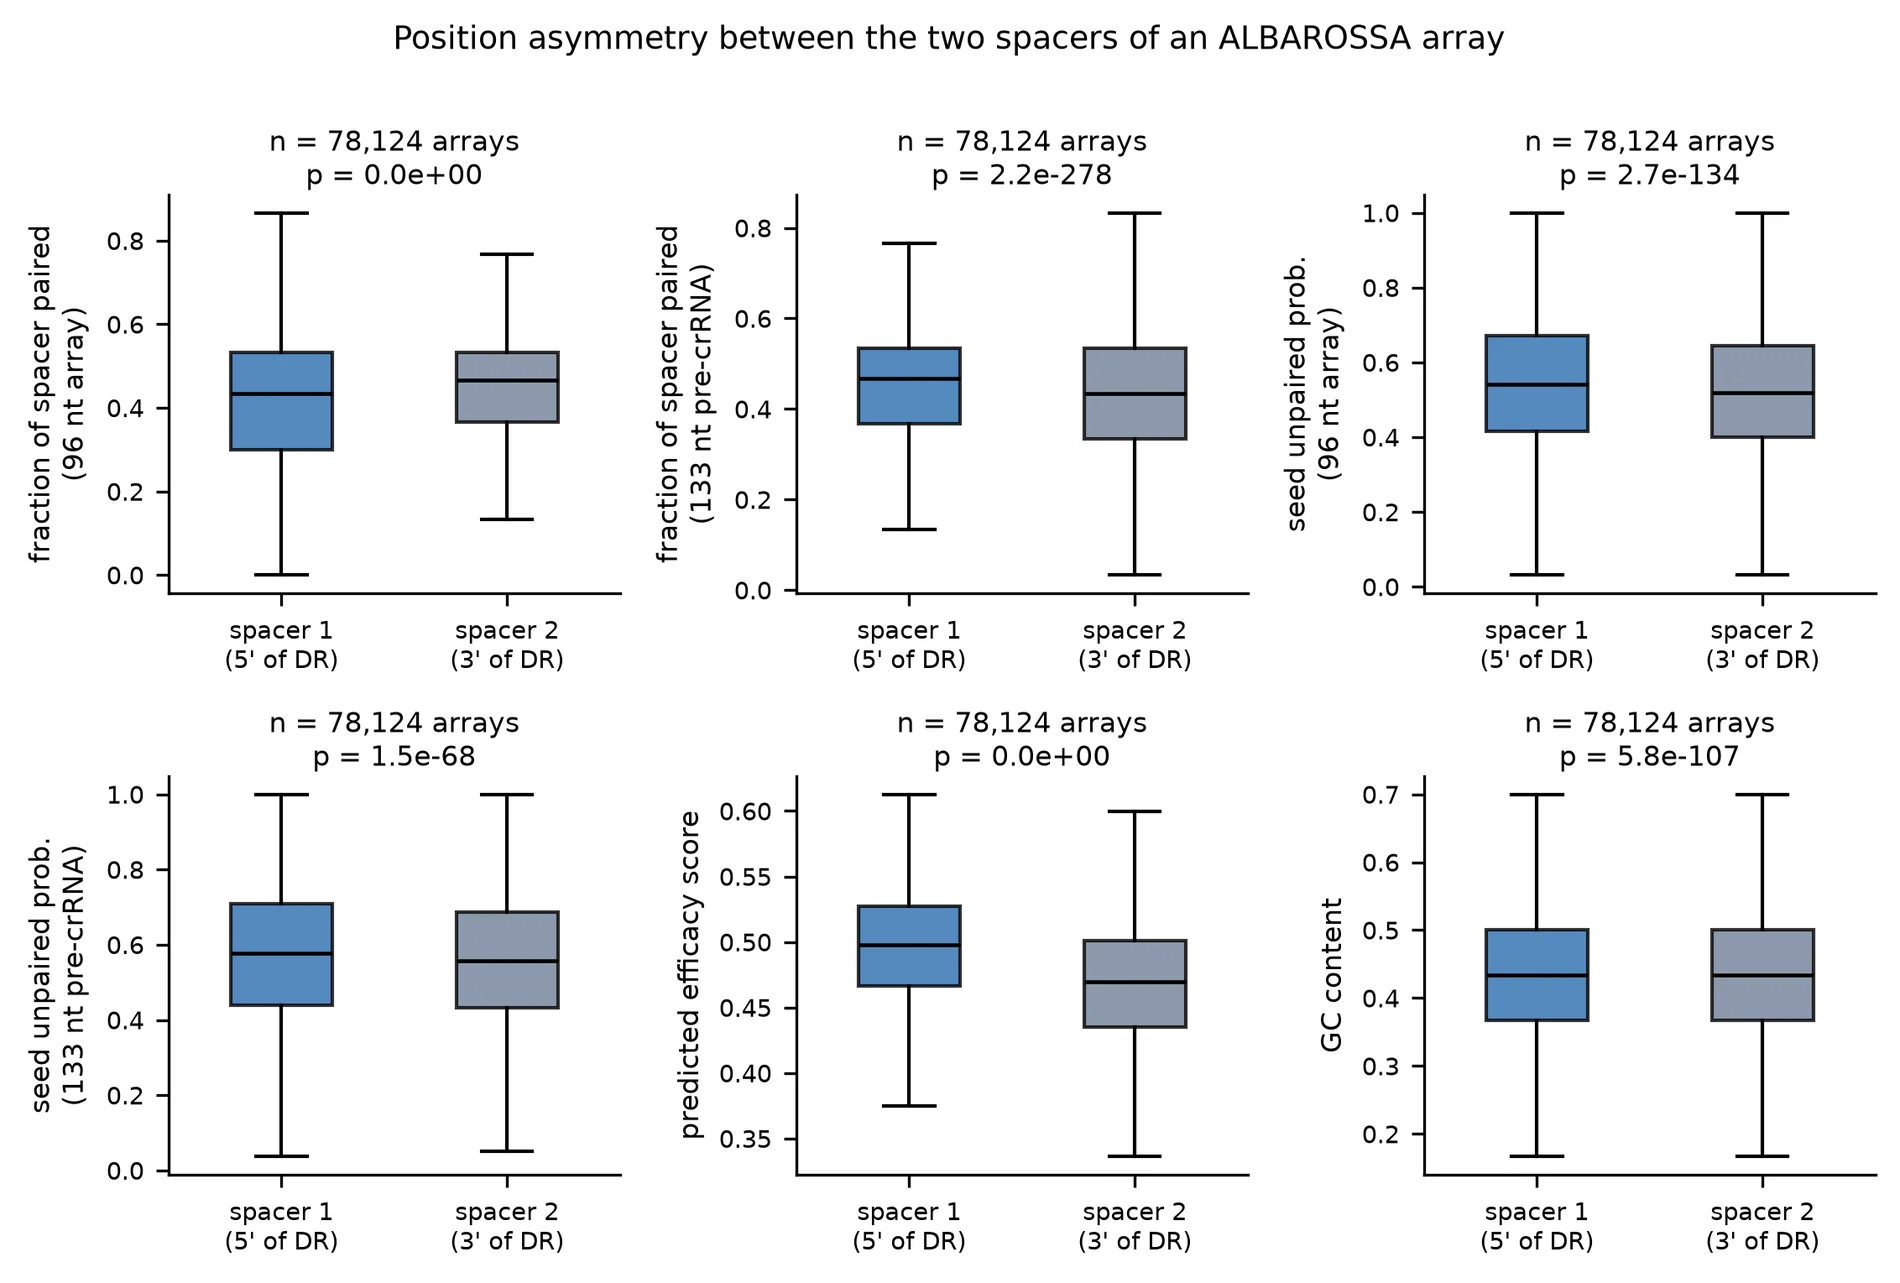 Position asymmetry between the two spacers of an ALBAROSSA array
n = 78,124 arrays
p = 0.0e+00
fraction of spacer paired
(96 nt array)
0.8
0.6
0.4
0.2
0.0
spacer 1
(5' of DR)
spacer 2
(3' of DR)
n = 78,124 arrays
p = 2.2e-278
fraction of spacer paired
(133 nt pre-crRNA)
0.8
0.6
0.4
0.2
0.0
spacer 1
(5' of DR)
spacer 2
(3' of DR)
n = 78,124 arrays
p = 2.7e-134
seed unpaired prob.
(96 nt array)
1.0
0.8
0.6
0.4
0.2
0.0
spacer 1
(5' of DR)
spacer 2
(3' of DR)
n = 78,124 arrays
p = 1.5e-68
seed unpaired prob.
(133 nt pre-crRNA)
1.0
0.8
0.6
0.4
0.2
0.0
spacer 1
(5' of DR)
spacer 2
(3' of DR)
n = 78,124 arrays
p = 0.0e+00
predicted efficacy score
0.60
0.55
0.50
0.45
0.40
0.35
spacer 1
(5' of DR)
spacer 2
(3' of DR)
n = 78,124 arrays
p = 5.8e-107
GC content
0.7
0.6
0.5
0.4
0.3
0.2
spacer 1
(5' of DR)
spacer 2
(3' of DR)